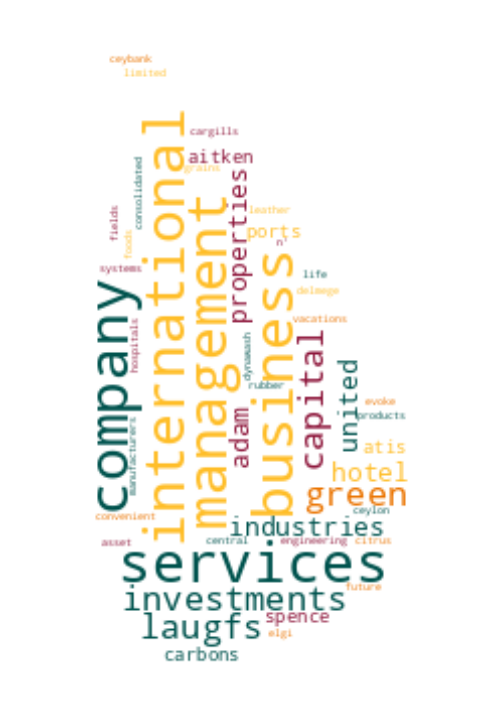 ceybank
limited
international
cargills
aitken
grains
consolidated
properties
management
fields
foods
leather
ports
n'
systems
life
business
company
delmege
hospitals
vacations
dynawash
capital
united
rubber
adam
evoke
products
manufacturers
atis
hotel
green
convenient
ceylon
industries
asset
central
engineering
citrus
services
future
investments
laugfs
spence
elgi
carbons